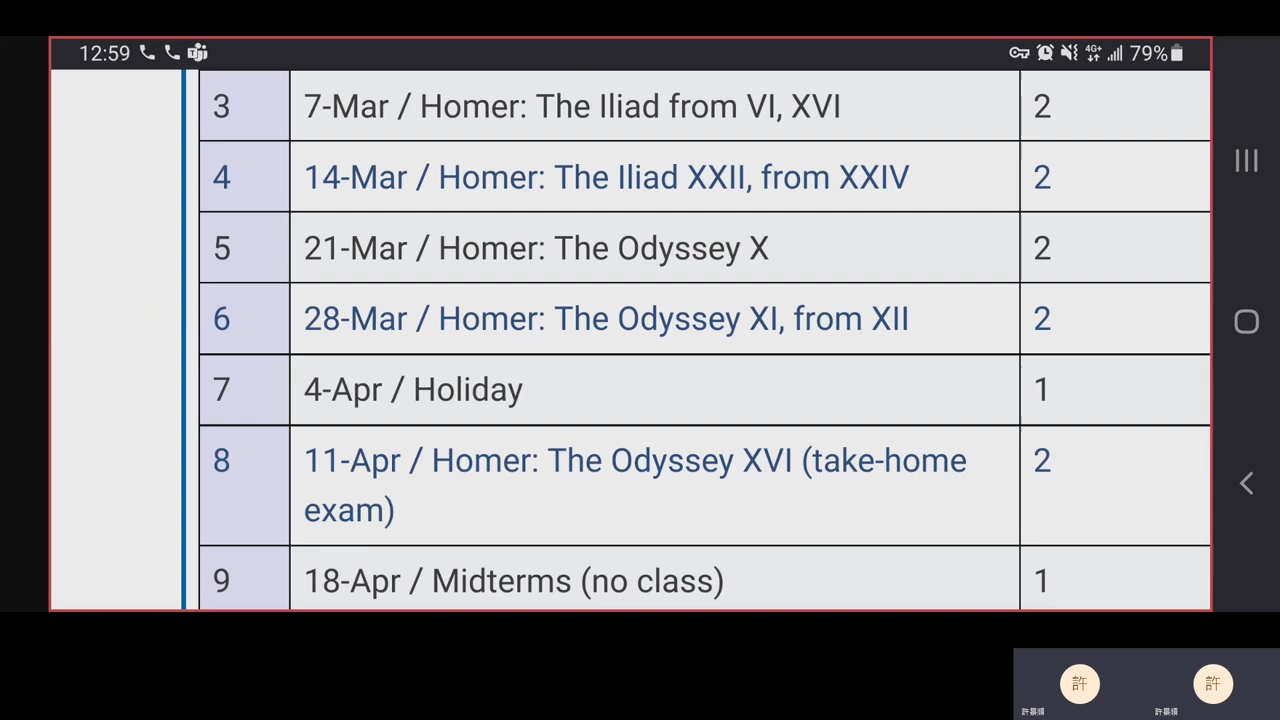 12:59 4G+ 79%
3 7-Mar / Homer: The Iliad from VI, XVI 2
4 14-Mar / Homer: The Iliad XXII, from XXIV 2
5 21-Mar / Homer: The Odyssey X 2
6 28-Mar / Homer: The Odyssey XI, from XII 2
7 4-Apr / Holiday 1
8 11-Apr / Homer: The Odyssey XVI (take-home 2
exam)
9 18-Apr / Midterms (no class) 1
許 許